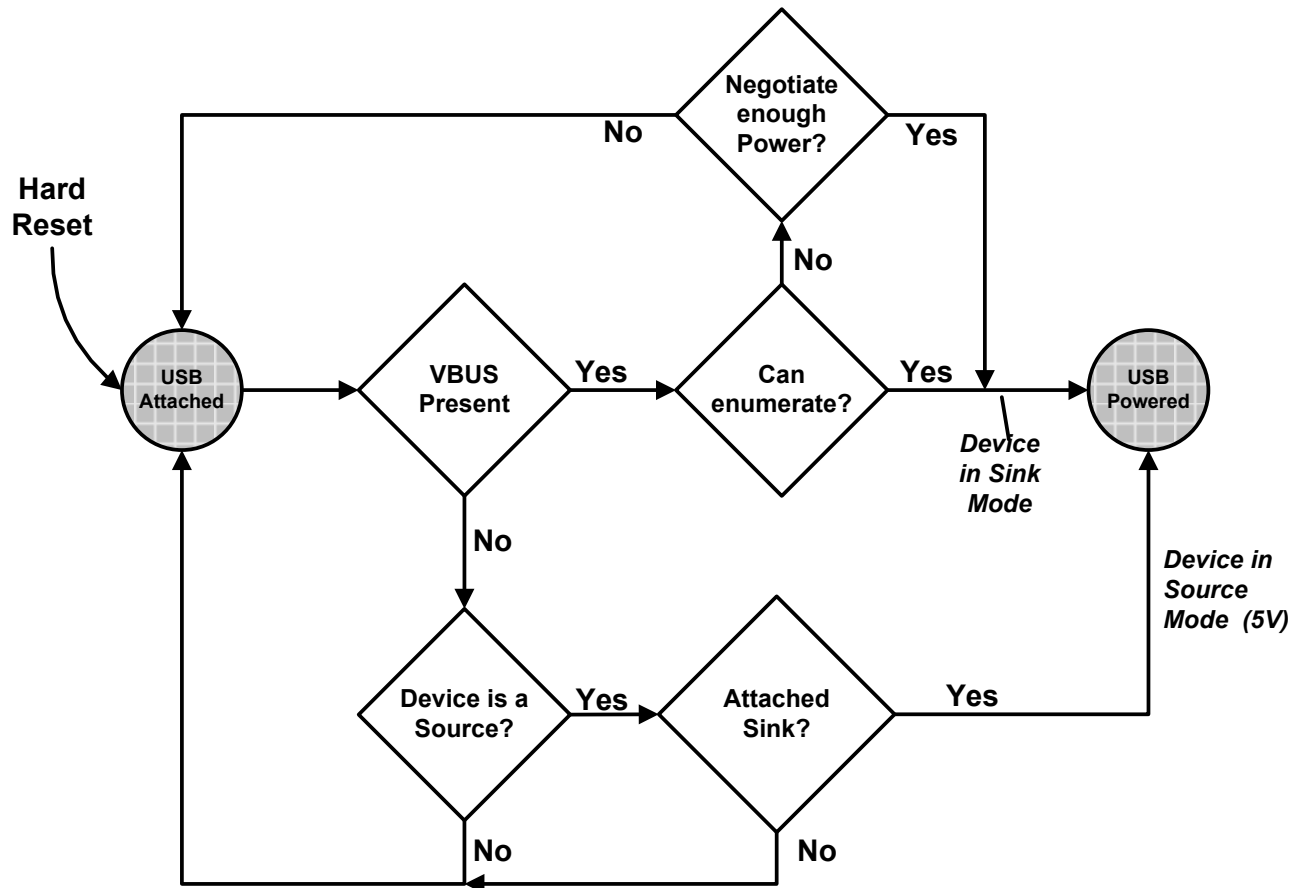 Negotiate
enough
Power?
No
Yes
Hard
Reset
No
USB
Attached
VBUS
Present
Yes
Can
enumerate?
Yes
USB
Powered
Device
in Sink
Mode
No
Device in
Source
Mode (5V)
Device is a
Source?
Yes
Attached
Sink?
Yes
No
No